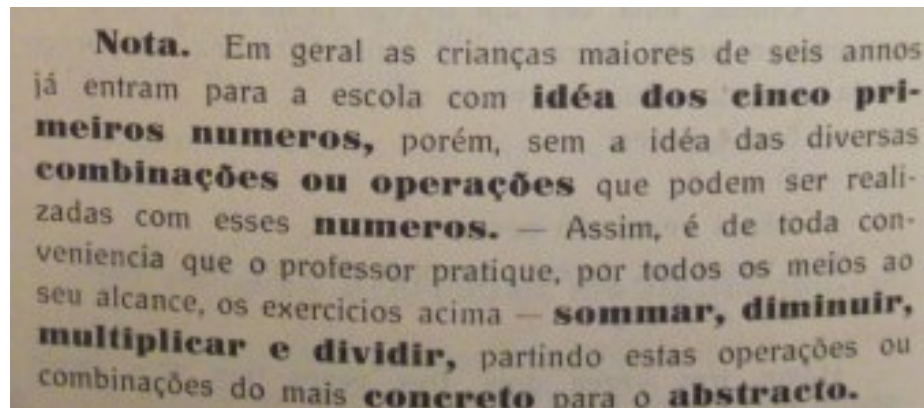 Nota. Em geral as crianças maiores de seis annos
já entram para a escola com idéa dos cinco pri-
meiros numeros, porém, sem a idéa das diversas
combinações ou operações que podem ser reali-
zadas com esses numeros. — Assim, é de toda con-
veniencia que o professor pratique, por todos os meios ao
seu alcance, os exercicios acima — sommar, diminuir,
multiplicar e dividir, partindo estas operações ou
combinações do mais concreto para o abstracto.